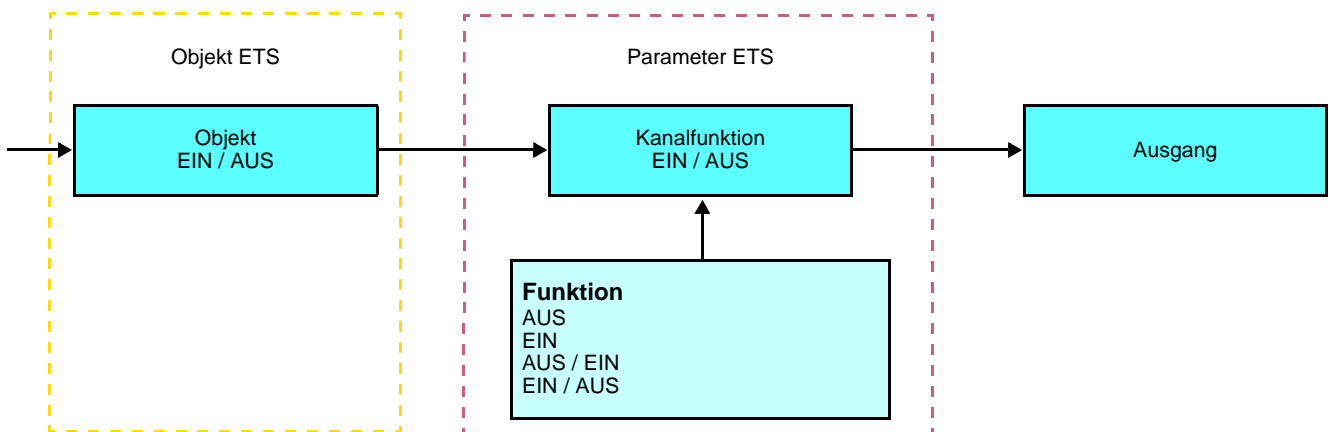 Objekt ETS
Parameter ETS
Objekt
EIN / AUS
Kanalfunktion
EIN / AUS
Ausgang
Funktion
AUS
EIN
AUS / EIN
EIN / AUS